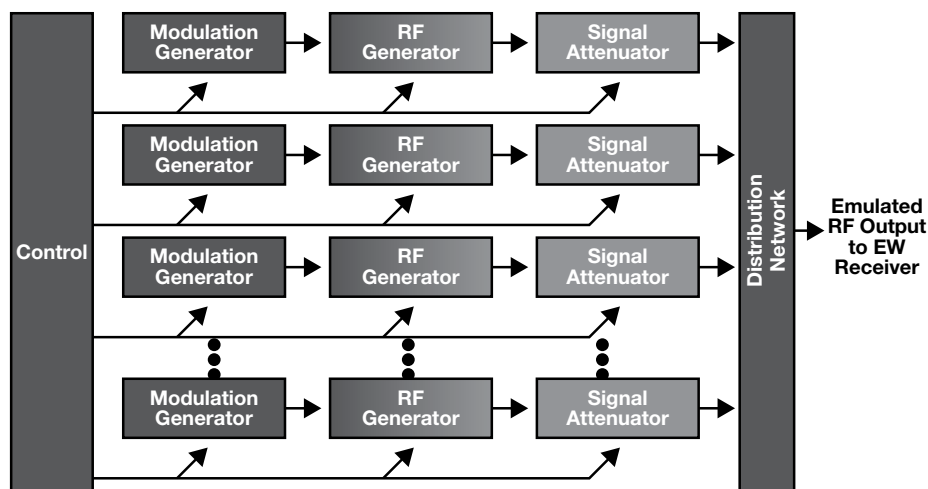 Control
Modulation
Generator
RF
Generator
Signal
Attenuator
Modulation
Generator
RF
Generator
Signal
Attenuator
Modulation
Generator
RF
Generator
Signal
Attenuator
Modulation
Generator
RF
Generator
Signal
Attenuator
Distribution
Network
Emulated
RF Output
to EW
Receiver